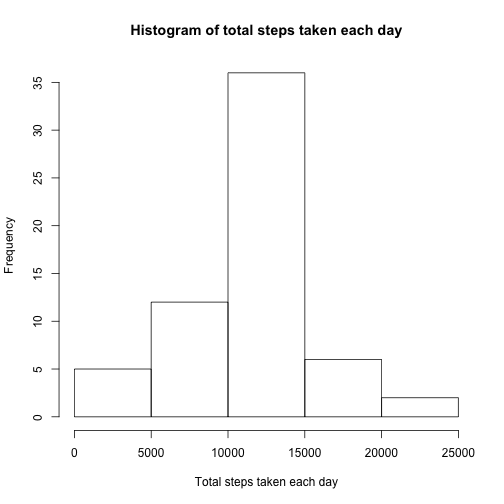 Histogram of total steps taken each day
Frequency
35
30
25
20
15
10
5
0
0 5000 10000 15000 20000 25000
Total steps taken each day